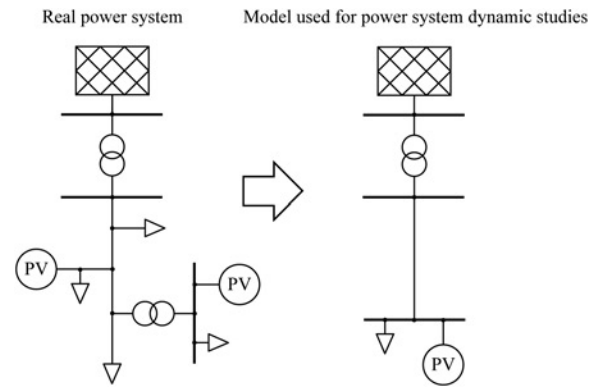 Real power system
Model used for power system dynamic studies
PV
PV
PV